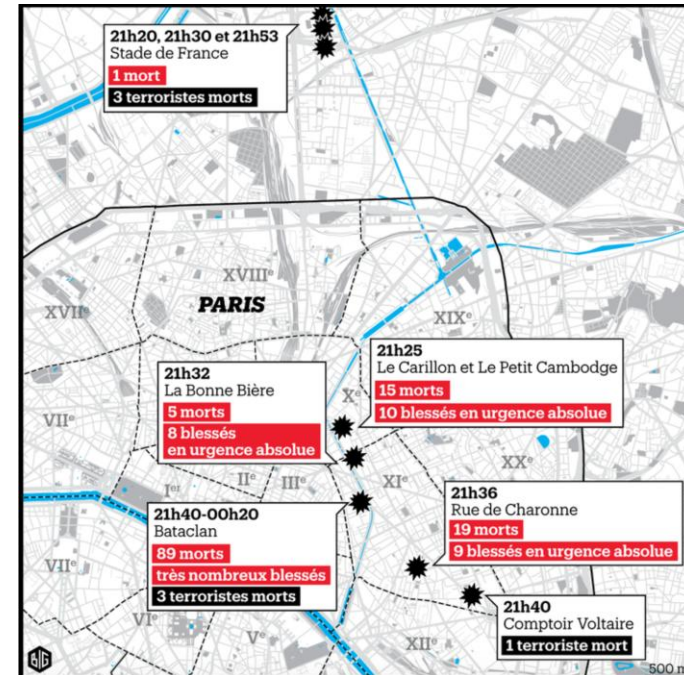 21h20, 21h30 et 21h53
Stade de France
1 mort
3 terroristes morts
XVIIIe
PARIS
XVIIe
XIXe
21h25
Le Carillon et Le Petit Cambodge
15 morts
10 blessés en urgence absolue
21h32
La Bonne Bière
5 morts
8 blessés
en urgence absolue
Xe
VIIe
Ier
IIe
IIIe
XIe
XXe
21h36
Rue de Charonne
19 morts
9 blessés en urgence absolue
21h40-00h20
Bataclan
89 morts
très nombreux blessés
3 terroristes morts
VIIe
VIe
Ve
XIIe
21h40
Comptoir Voltaire
1 terroriste mort
500 m